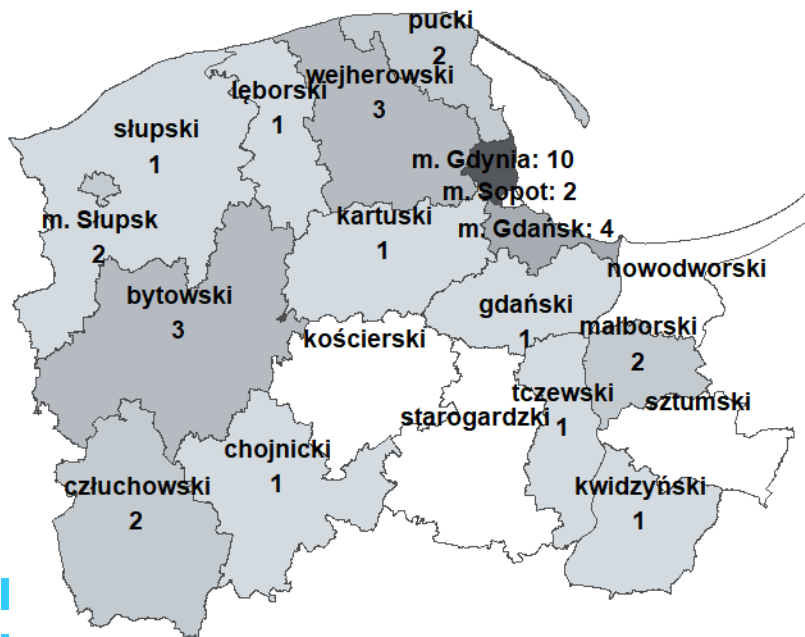 pucki
2
wejherowski
3
lęborski
1
słupski
1
m. Gdynia: 10
m. Sopot: 2
m. Słupsk
2
kartuski
1
m. Gdańsk: 4
nowodworski
bytowski
3
gdański
1
kościerski
malborski
2
tczewski
1
sztumski
starogardzki
chojnicki
1
człuchowski
2
kwidzyński
1